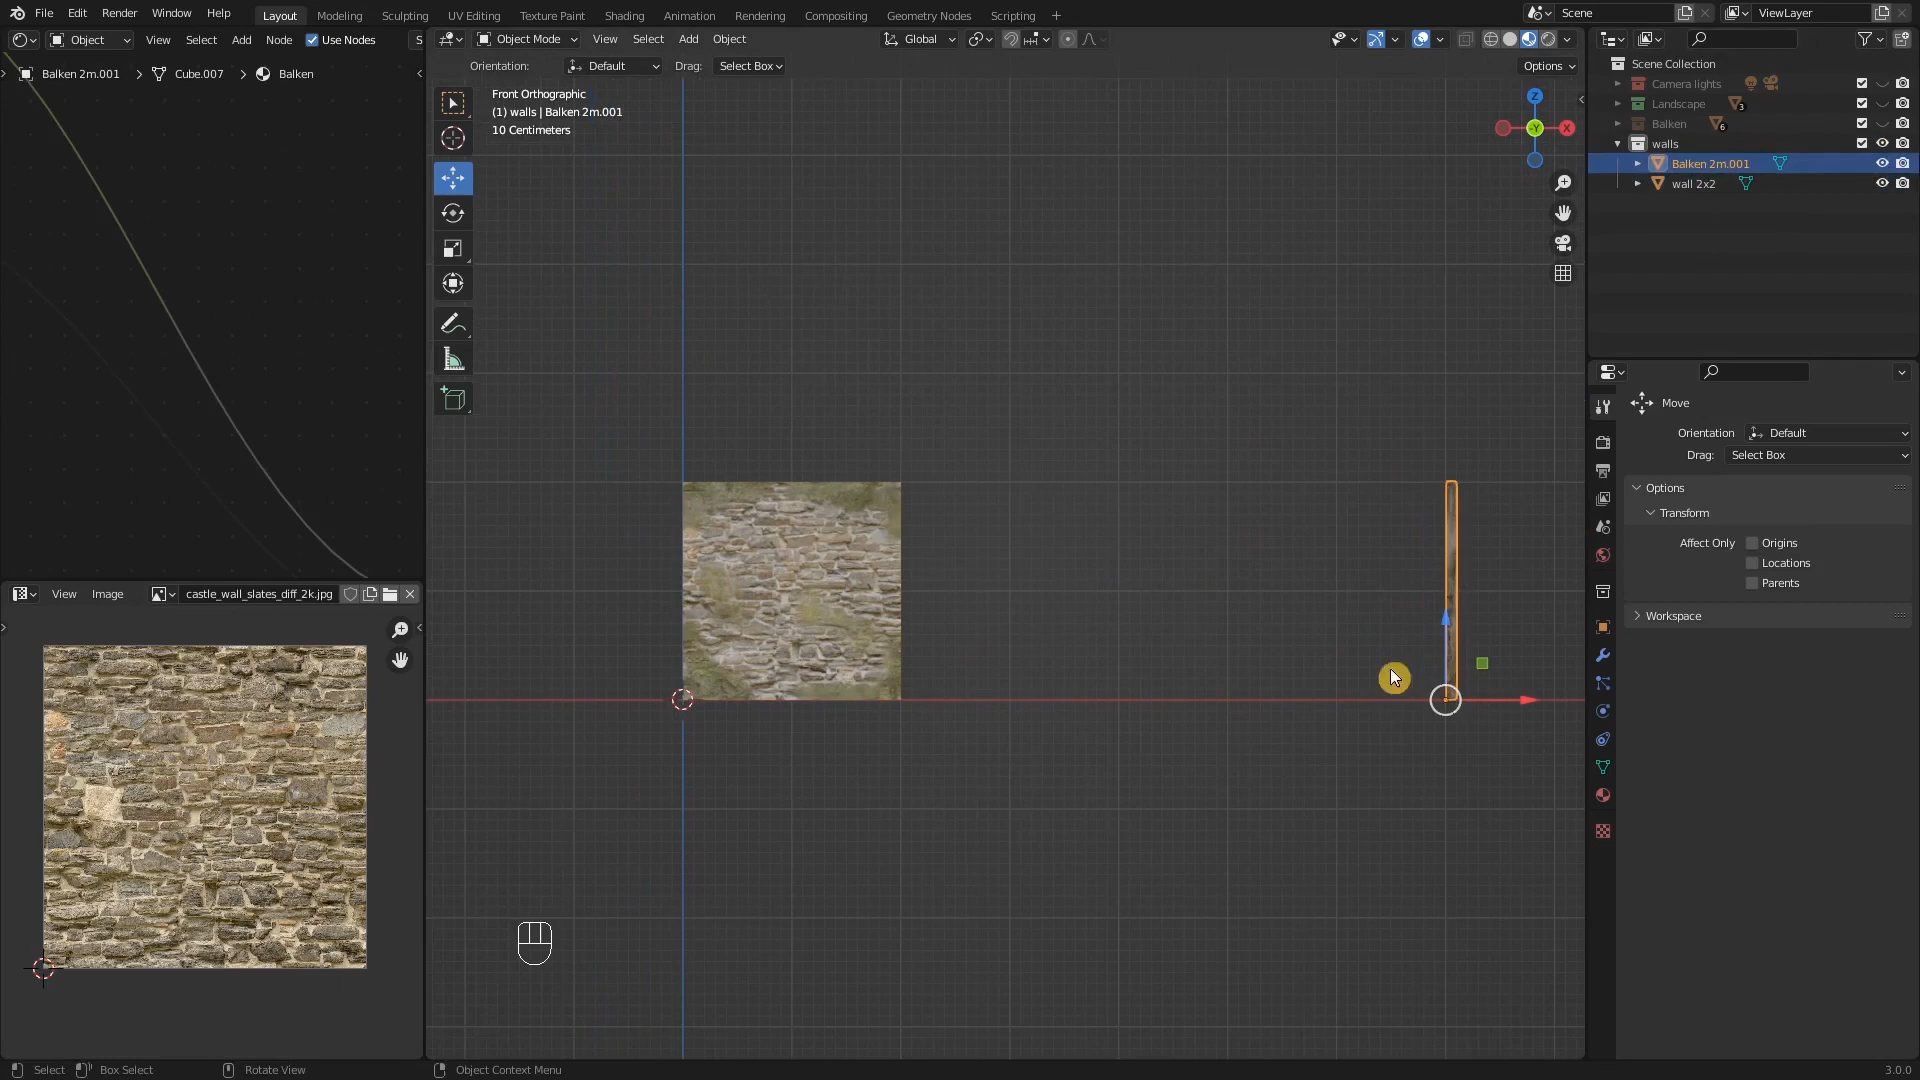 File Edit Render Window Help Layout Modeling Sculpting UV Editing Texture Paint Shading Animation Rendering Compositing Geometry Nodes Scripting + Scene ViewLayer
Object View Select Add Node Use Nodes S Object Mode View Select Add Object Global
Orientation: Default Drag: Select Box Options
Balken 2m.001 > Cube.007 > Balken
Front Orthographic
(1) walls | Balken 2m.001
10 Centimeters
Z
-Y
X
Scene Collection
Camera lights
Landscape 3
Balken 6
walls
Balken 2m.001
wall 2x2
Move
Orientation Default
Drag: Select Box
Options
Transform
Affect Only Origins
Locations
Parents
Workspace
View Image castle_wall_slates_diff_2k.jpg
Select Box Select Rotate View Object Context Menu 3.0.0